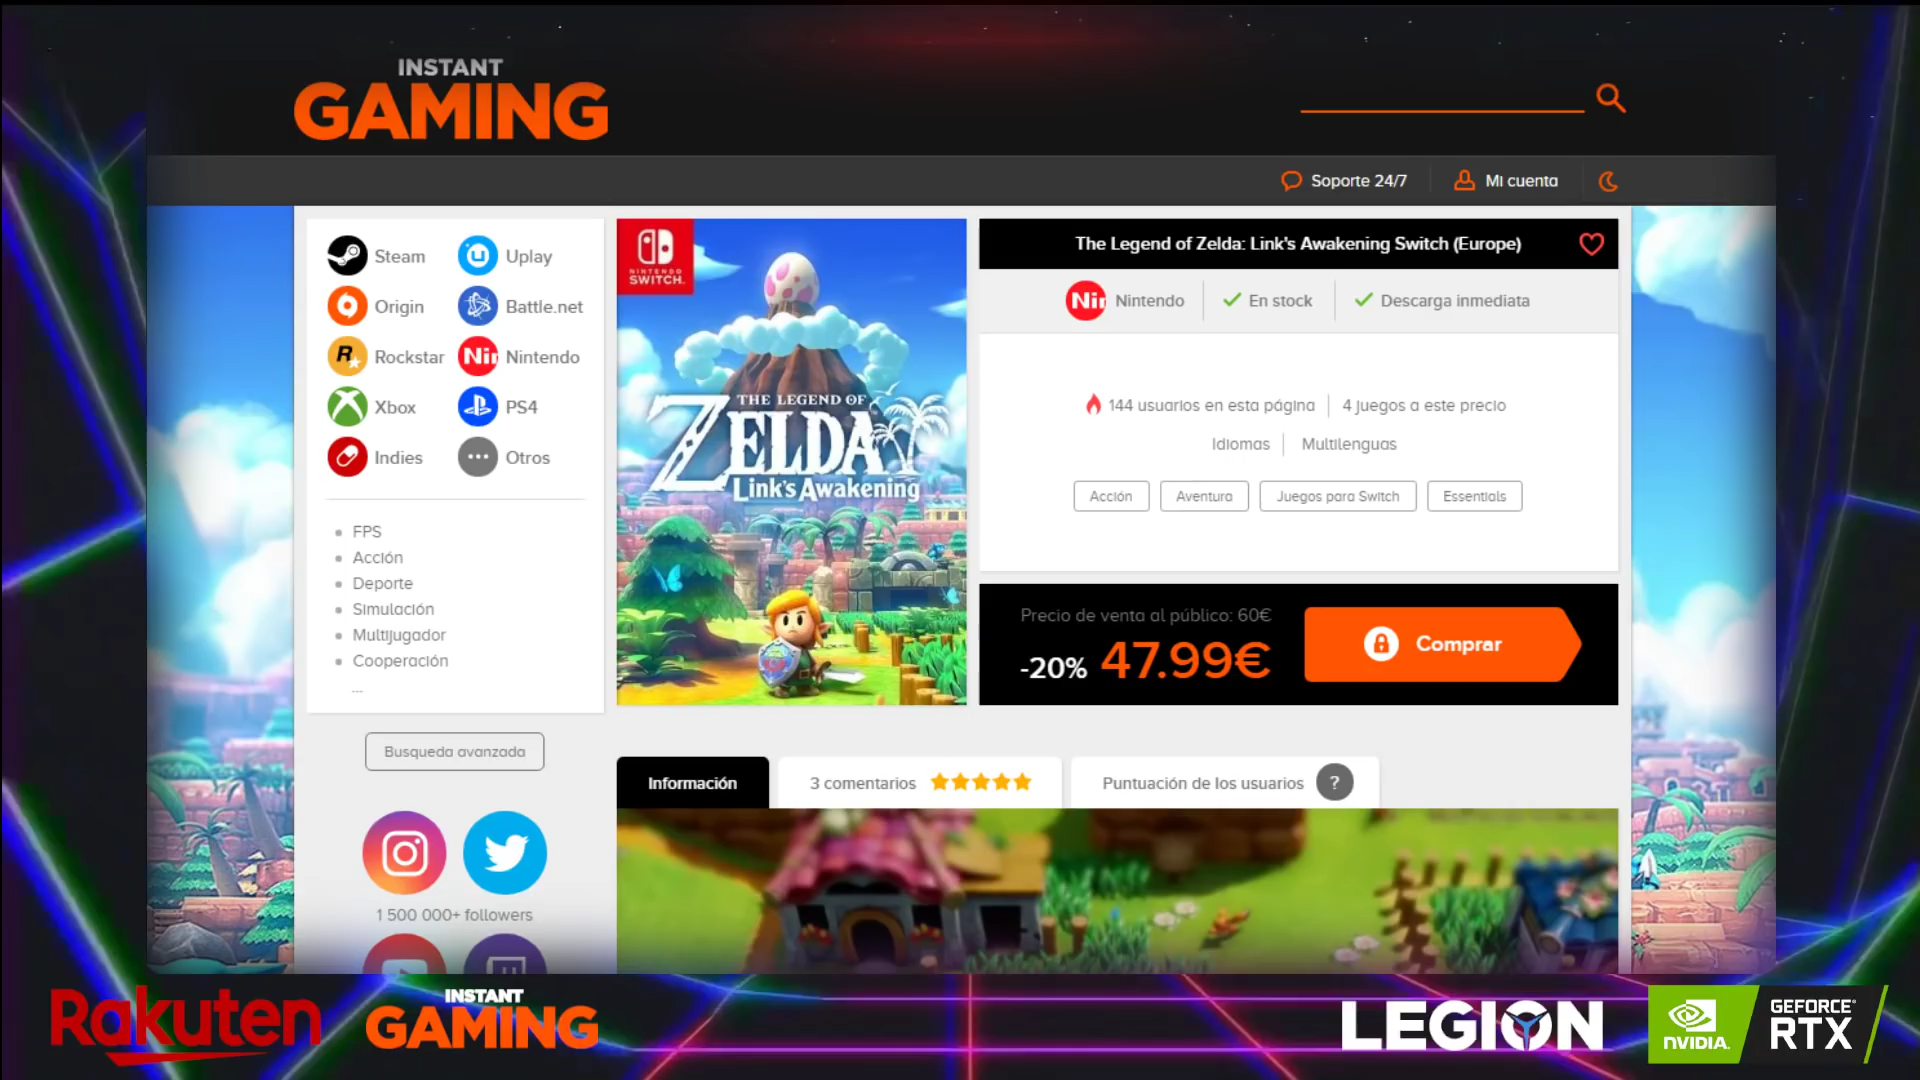 INSTANT
GAMING
Soporte 24/7
Mi cuenta
Steam
Uplay
Origin
Battle.net
Rockstar
Nintendo
Xbox
PS4
Indies
Otros
FPS
Acción
Deporte
Simulación
Multijugador
Cooperación
...
Busqueda avanzada
1 500 000+ followers
NINTENDO
SWITCH.
THE LEGEND OF
ZELDA
Link's Awakening
The Legend of Zelda: Link's Awakening Switch (Europe)
Nintendo
En stock
Descarga inmediata
144 usuarios en esta página
4 juegos a este precio
Idiomas
Multilenguas
Acción
Aventura
Juegos para Switch
Essentials
Precio de venta al público: 60€
-20% 47.99€
Comprar
Información
3 comentarios
Puntuación de los usuarios ?
Rakuten
INSTANT
GAMING
LEGION
NVIDIA.
GEFORCE
RTX